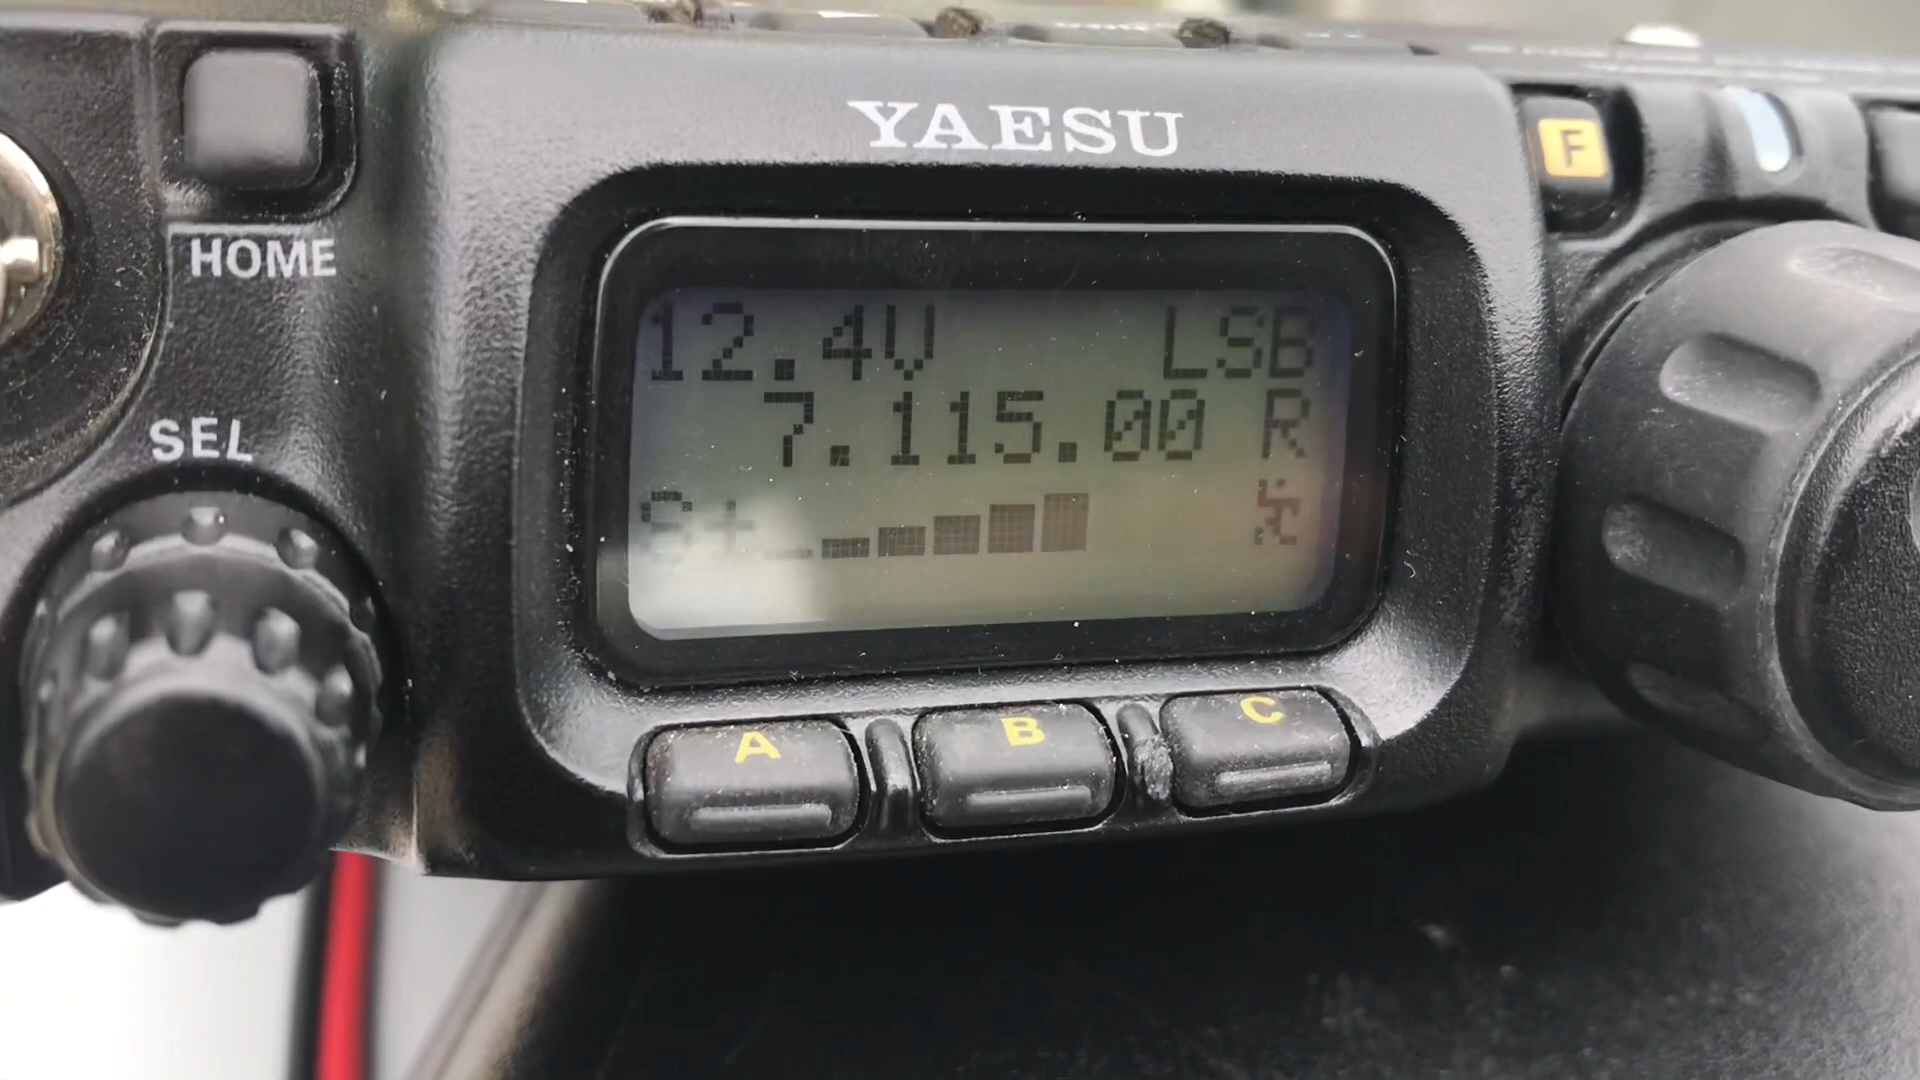 YAESU
F
HOME
12.4V LSB
7.115.00 R
SEL
S+
A B C